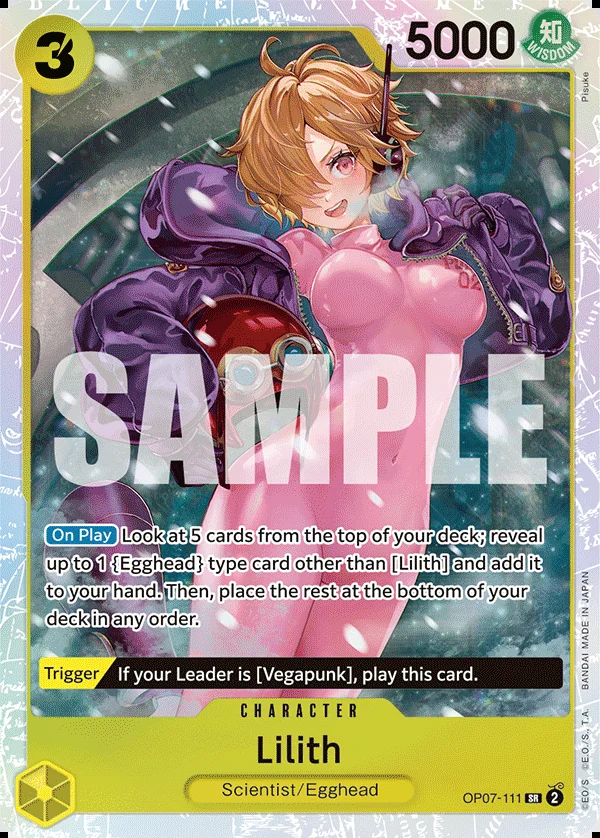 3
5000
知
WISDOM
Pisuke
SAMPLE
On Play Look at 5 cards from the top of your deck; reveal
up to 1 {Egghead} type card other than [Lilith] and add it
to your hand. Then, place the rest at the bottom of your
deck in any order.
Trigger If your Leader is [Vegapunk], play this card.
CHARACTER
Lilith
Scientist/Egghead
OP07-111 SR 2
©E.O/S ©E.O./S., T.A. BANDAI MADE IN JAPAN
02